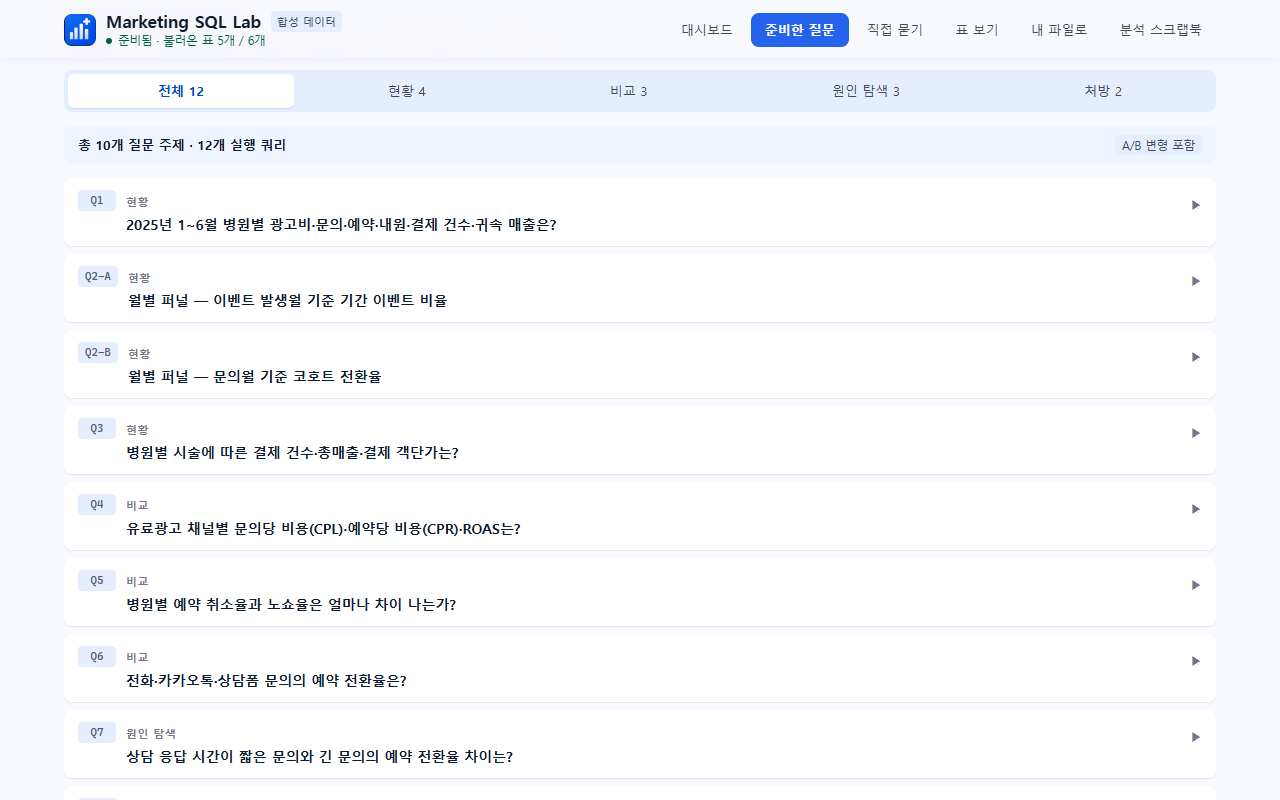 Marketing SQL Lab 합성 데이터
준비됨 · 불러온 표 5개 / 6개
대시보드 준비한 질문 직접 묻기 표 보기 내 파일로 분석 스크랩북
전체 12 현황 4 비교 3 원인 탐색 3 처방 2
총 10개 질문 주제 · 12개 실행 쿼리 A/B 변형 포함
Q1 현황
2025년 1~6월 병원별 광고비·문의·예약·내원·결제 건수·귀속 매출은?
Q2-A 현황
월별 퍼널 — 이벤트 발생월 기준 기간 이벤트 비율
Q2-B 현황
월별 퍼널 — 문의월 기준 코호트 전환율
Q3 현황
병원별 시술에 따른 결제 건수·총매출·결제 객단가는?
Q4 비교
유료광고 채널별 문의당 비용(CPL)·예약당 비용(CPR)·ROAS는?
Q5 비교
병원별 예약 취소율과 노쇼율은 얼마나 차이 나는가?
Q6 비교
전화·카카오톡·상담폼 문의의 예약 전환율은?
Q7 원인 탐색
상담 응답 시간이 짧은 문의와 긴 문의의 예약 전환율 차이는?